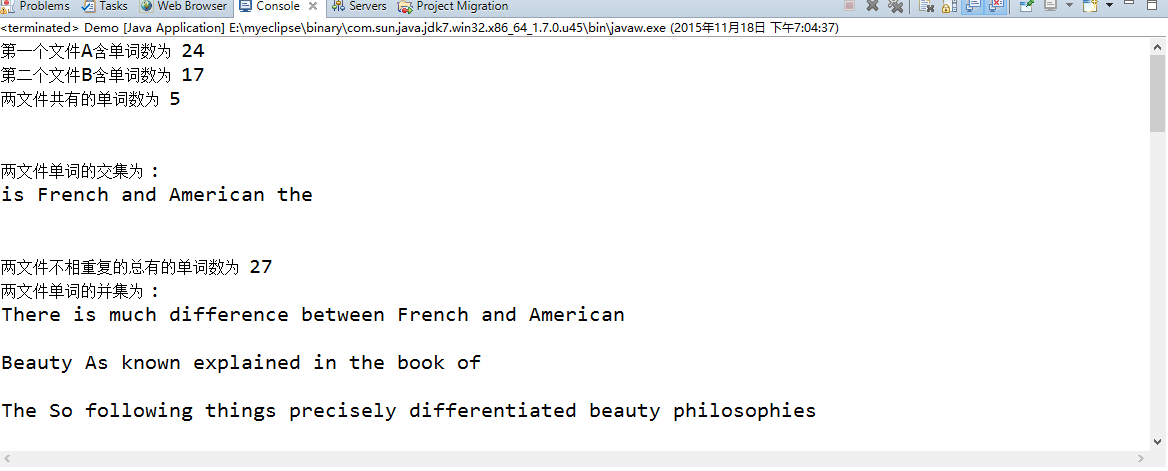 Problems Tasks Web Browser Console Servers Project Migration
<terminated> Demo [Java Application] E:\myeclipse\binary\com.sun.java.jdk7.win32.x86_64_1.7.0.u45\bin\javaw.exe (2015年11月18日 下午7:04:37)
第一个文件A含单词数为 24
第二个文件B含单词数为 17
两文件共有的单词数为 5
两文件单词的交集为 :
is French and American the
两文件不相重复的总有的单词数为 27
两文件单词的并集为 :
There is much difference between French and American
Beauty As known explained in the book of
The So following things precisely differentiated beauty philosophies